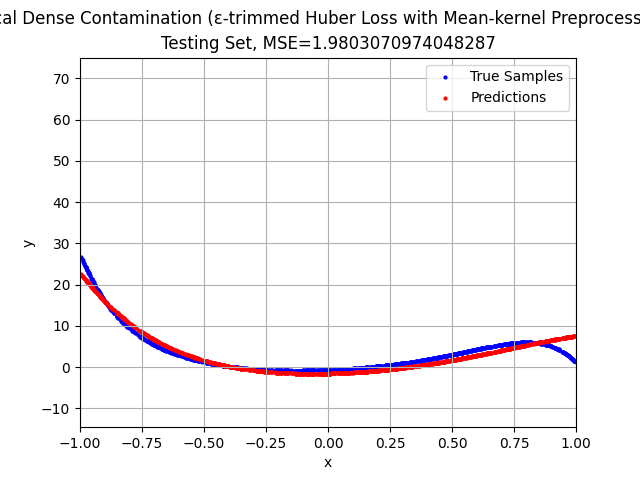 Dense Contamination (ε-trimmed Huber Loss with Mean-kernel
Testing Set, MSE=1.9803070974048287
True Samples
Predictions
70
60
50
40
30
20
10
0
−10
y
−1.00 −0.75 −0.50 −0.25 0.00 0.25 0.50 0.75 1.00
x